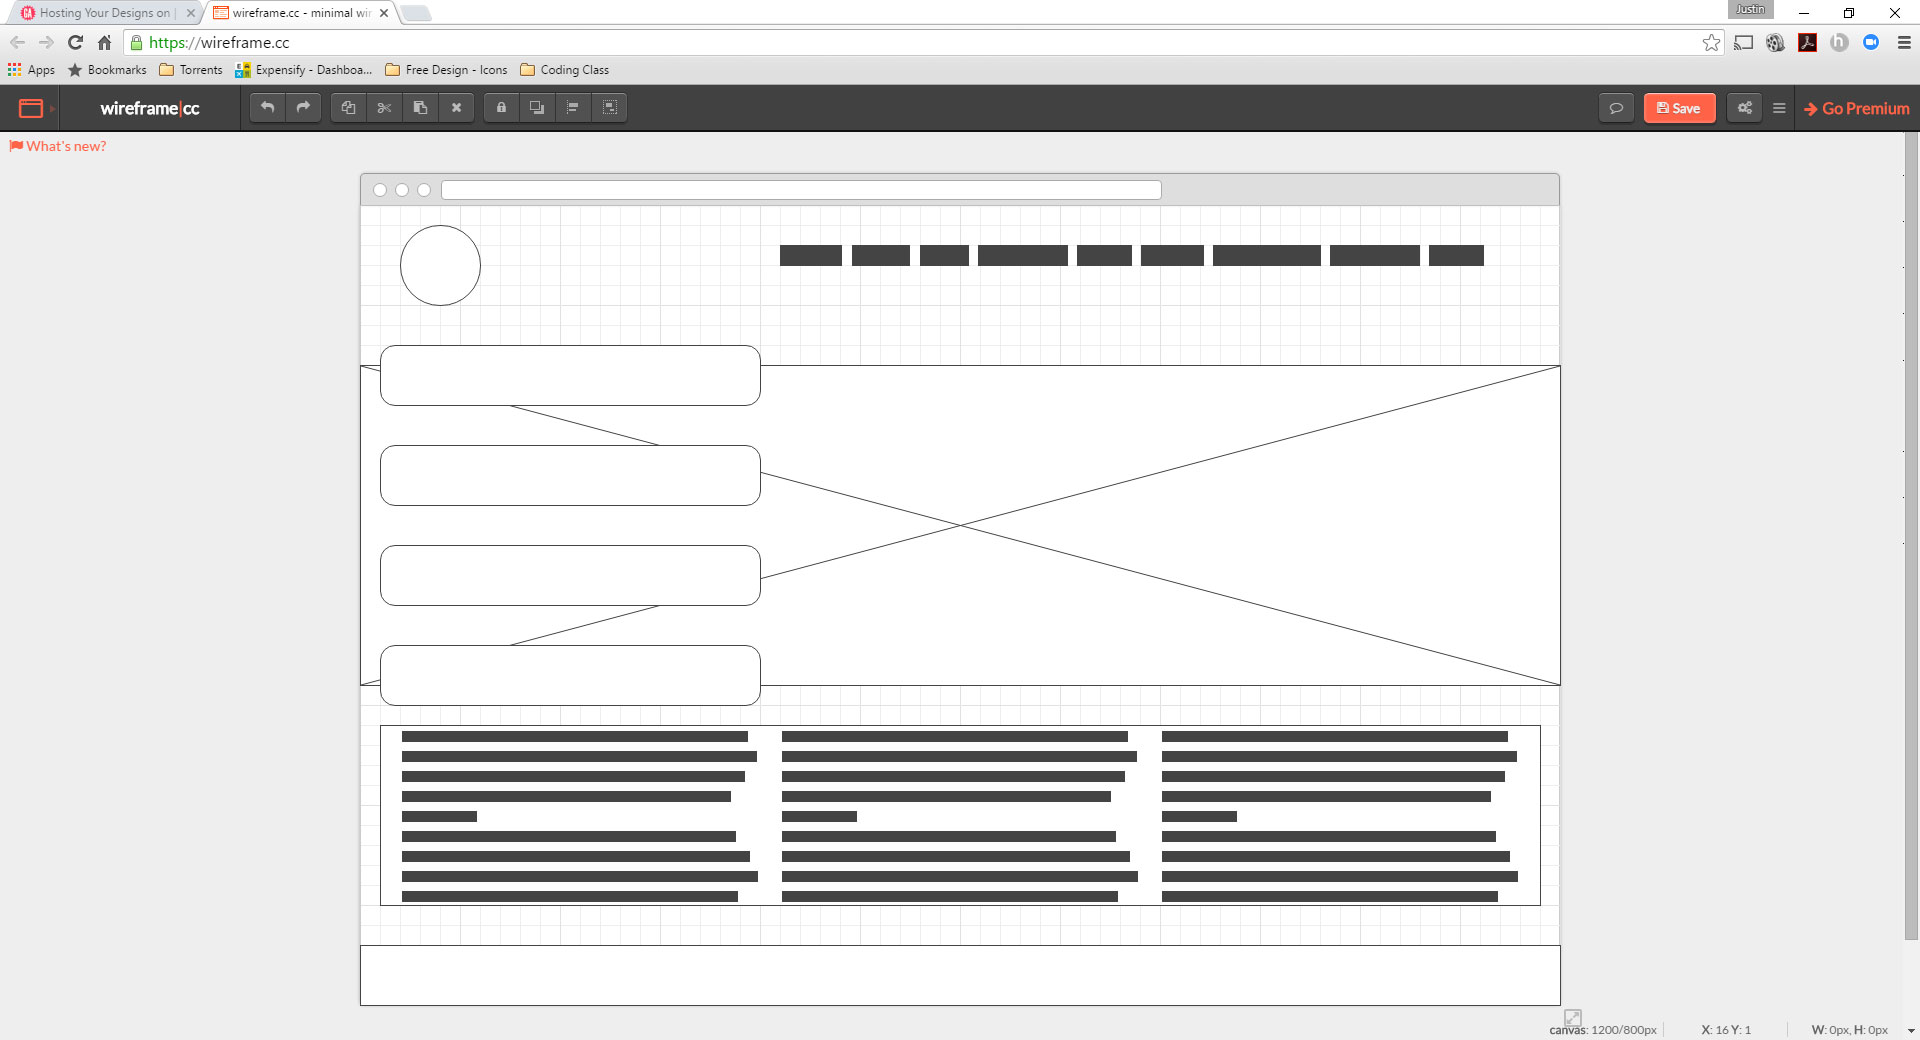 Justin
Hosting Your Designs on |
wireframe.cc - minimal wir
https://wireframe.cc
Apps Bookmarks Torrents Expensify - Dashboa... Free Design - Icons Coding Class
wireframe|cc Save Go Premium
What's new?
canvas: 1200/800px X: 16 Y: 1 W: 0px, H: 0px